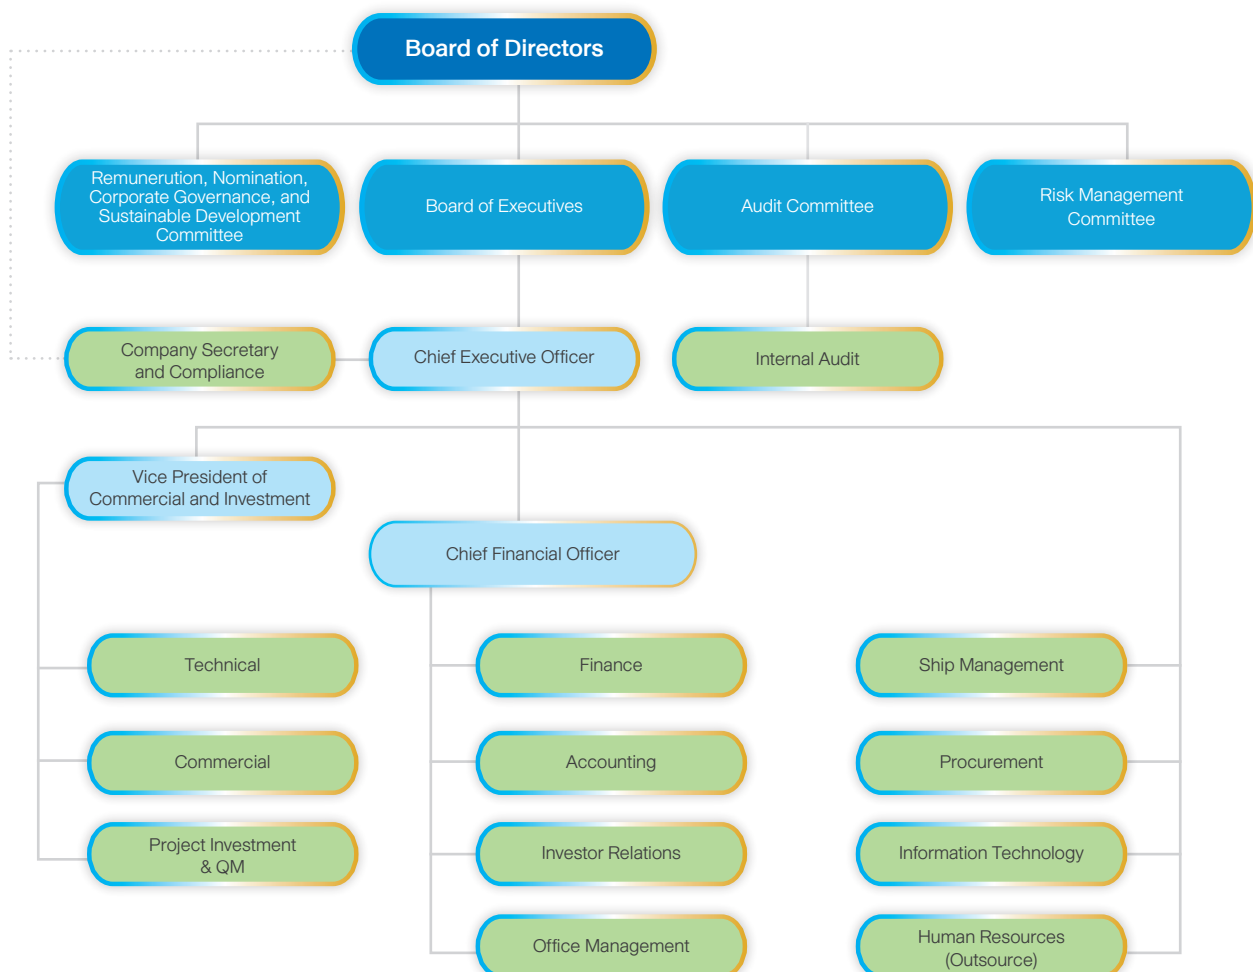 Board of Directors
Remunerution, Nomination,
Corporate Governance, and
Sustainable Development
Committee
Board of Executives
Audit Committee
Risk Management
Committee
Company Secretary
and Compliance
Chief Executive Officer
Internal Audit
Vice President of
Commercial and Investment
Chief Financial Officer
Technical
Finance
Ship Management
Commercial
Accounting
Procurement
Project Investment
& QM
Investor Relations
Information Technology
Office Management
Human Resources
(Outsource)